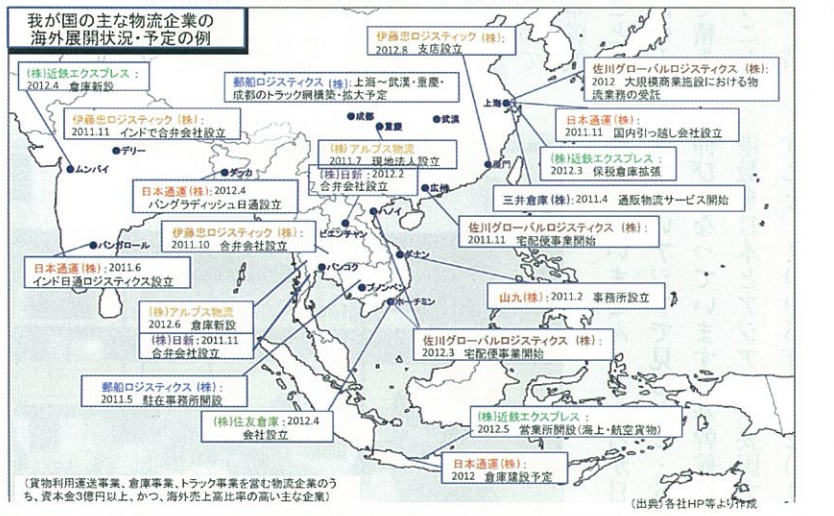 我が国の主な物流企業の
海外展開状況・予定の例
伊藤忠ロジスティック(株):
2012.8 支店設立
(株)近鉄エクスプレス:
2012.4 倉庫新設
郵船ロジスティクス(株):上海~武漢・重慶・
成都のトラック網構築・拡大予定
佐川グローバルロジスティクス(株):
2012 大規模商業施設における物
流業務の受託
伊藤忠ロジスティック(株):
2011.11 インドで合弁会社設立
成都
重慶
武漢
上海
日本通運(株):
2011.11 国内引っ越し会社設立
デリー
(株)アルプス物流
2011.7 現地法人設立
(株)近鉄エクスプレス:
2012.3 保税倉庫拡張
ムンバイ
ダッカ
(株)日新:2012.2
合弁会社設立
厦門
広州
日本通運(株):2012.4
バングラディッシュ日通設立
三井倉庫(株):2011.4 通販物流サービス開始
ハノイ
伊藤忠ロジスティック(株):
2011.10 合弁会社設立
ビエンチャン
佐川グローバルロジスティクス(株):
2011.11 宅配便事業開始
バンガロール
ダナン
日本通運(株):2011.6
インド日通ロジスティクス設立
バンコク
プノンペン
ホーチミン
山九(株):2011.2 事務所設立
(株)アルプス物流
2012.6 倉庫新設
(株)日新:2011.11
合弁会社設立
佐川グローバルロジスティクス(株):
2012.3 宅配便事業開始
郵船ロジスティクス(株):
2011.5 駐在事務所開設
(株)住友倉庫:2012.4
会社設立
(株)近鉄エクスプレス:
2012.5 営業所開設(海上・航空貨物)
日本通運(株):
2012 倉庫建設予定
(貨物利用運送事業、倉庫事業、トラック事業を営む物流企業のう
ち、資本金3億円以上、かつ、海外売上高比率の高い主な企業)
(出典)各社HP等より作成